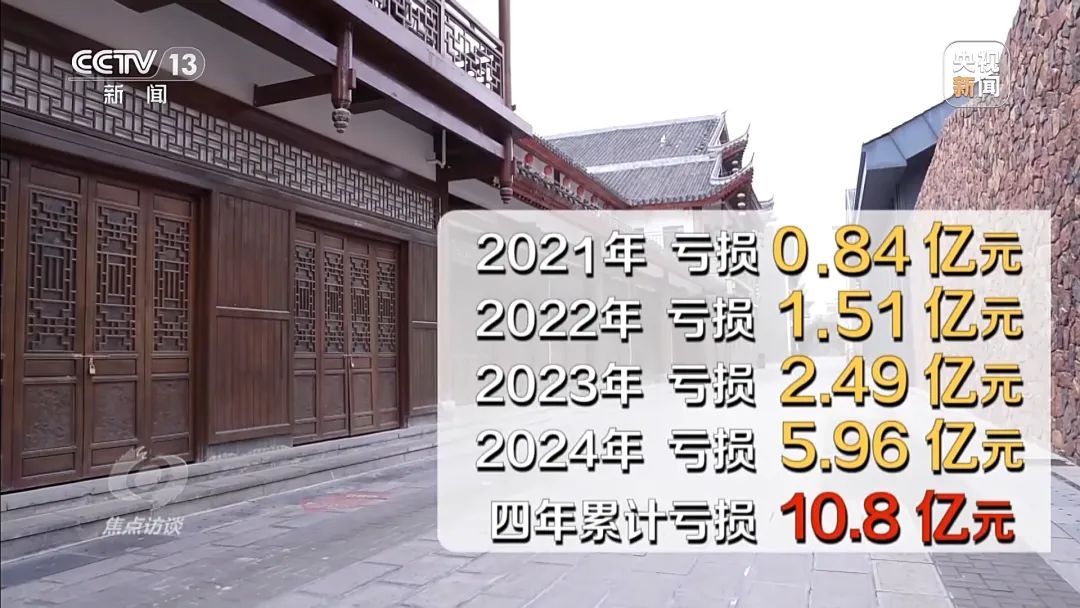 CCTV 13
新闻
央视
新闻
2021年 亏损 0.84 亿元
2022年 亏损 1.51 亿元
2023年 亏损 2.49 亿元
2024年 亏损 5.96 亿元
四年累计亏损 10.8 亿元
焦点访谈